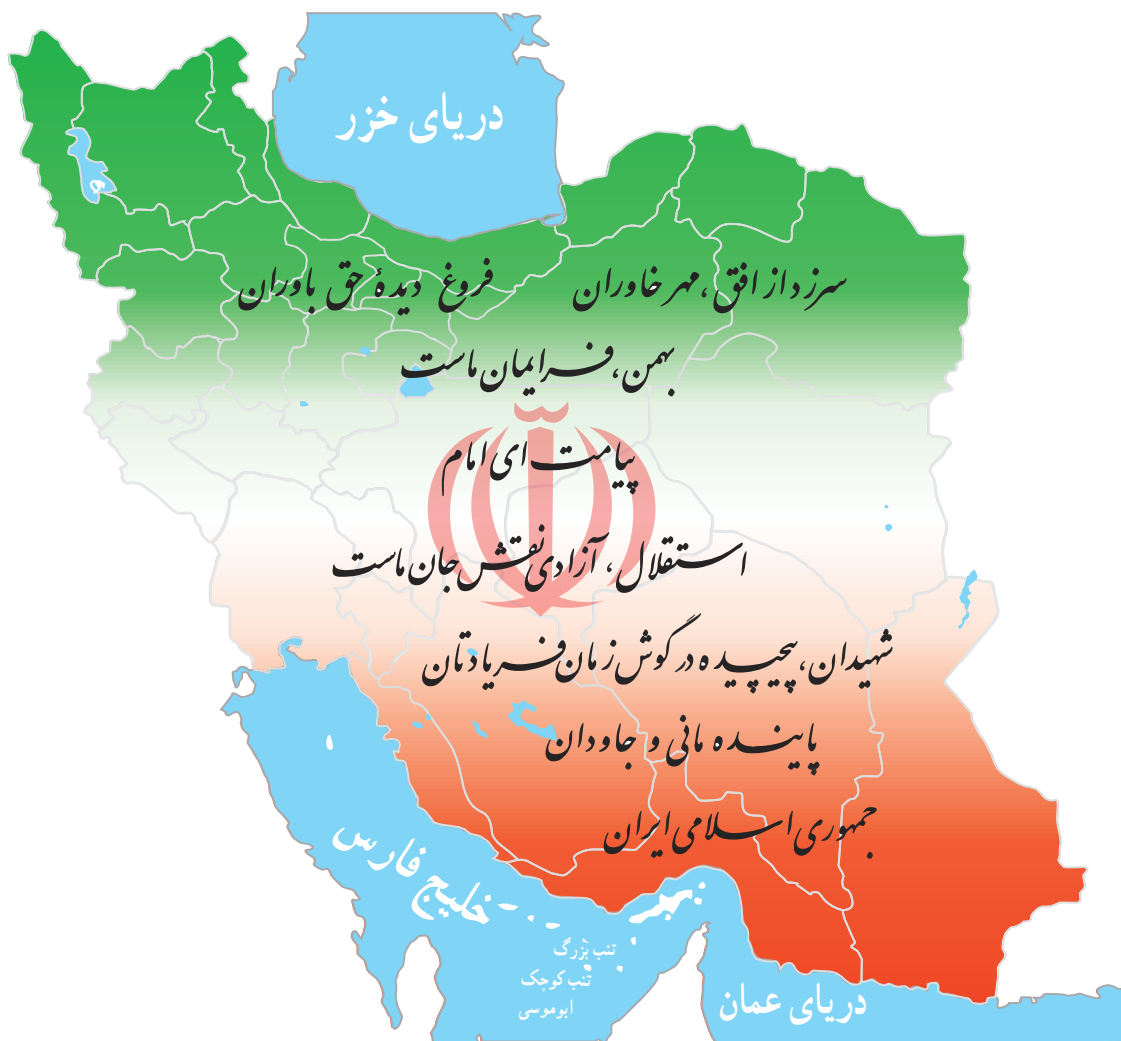 دریای خزر
سر زد از افق، مهر خاوران فروغ دیدهٔ حق باوران
بهمن، فر ایمان ماست
پیامت ای امام
استقلال، آزادی نقش جان ماست
شهیدان، پیچیده در گوش زمان فریادتان
پاینده مانی و جاودان
جمهوری اسلامی ایران
خلیج فارس
تنب بزرگ
تنب کوچک
ابوموسی
دریای عمان